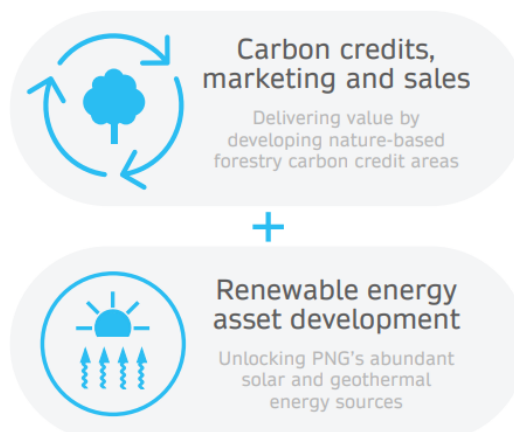 Carbon credits,
marketing and sales
Delivering value by
developing nature-based
forestry carbon credit areas
+
Renewable energy
asset development
Unlocking PNG's abundant
solar and geothermal
energy sources